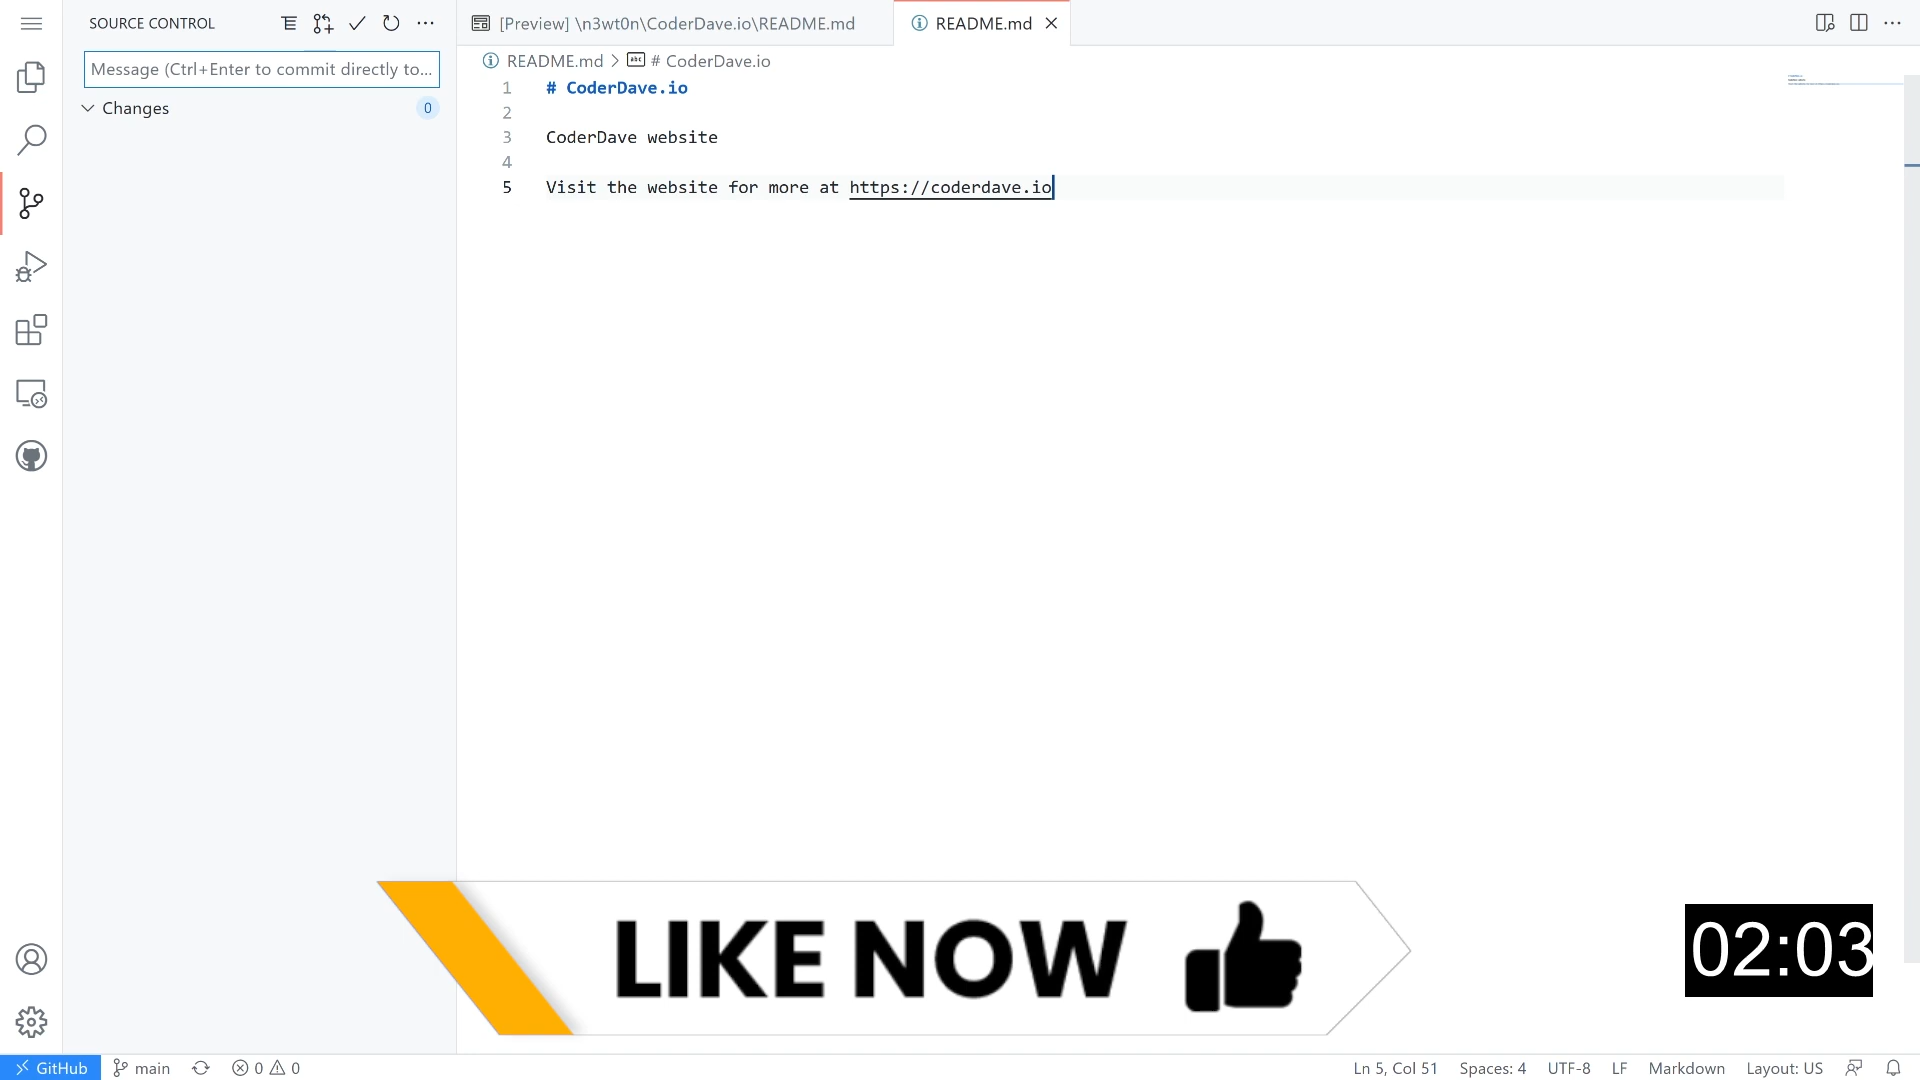 SOURCE CONTROL
Message (Ctrl+Enter to commit directly to...
Changes
0
[Preview] \n3wt0n\CoderDave.io\README.md
README.md
README.md > # CoderDave.io
1 # CoderDave.io
2
3 CoderDave website
4
5 Visit the website for more at https://coderdave.io
LIKE NOW
02:03
GitHub main 0 0 Ln 5, Col 51 Spaces: 4 UTF-8 LF Markdown Layout: US